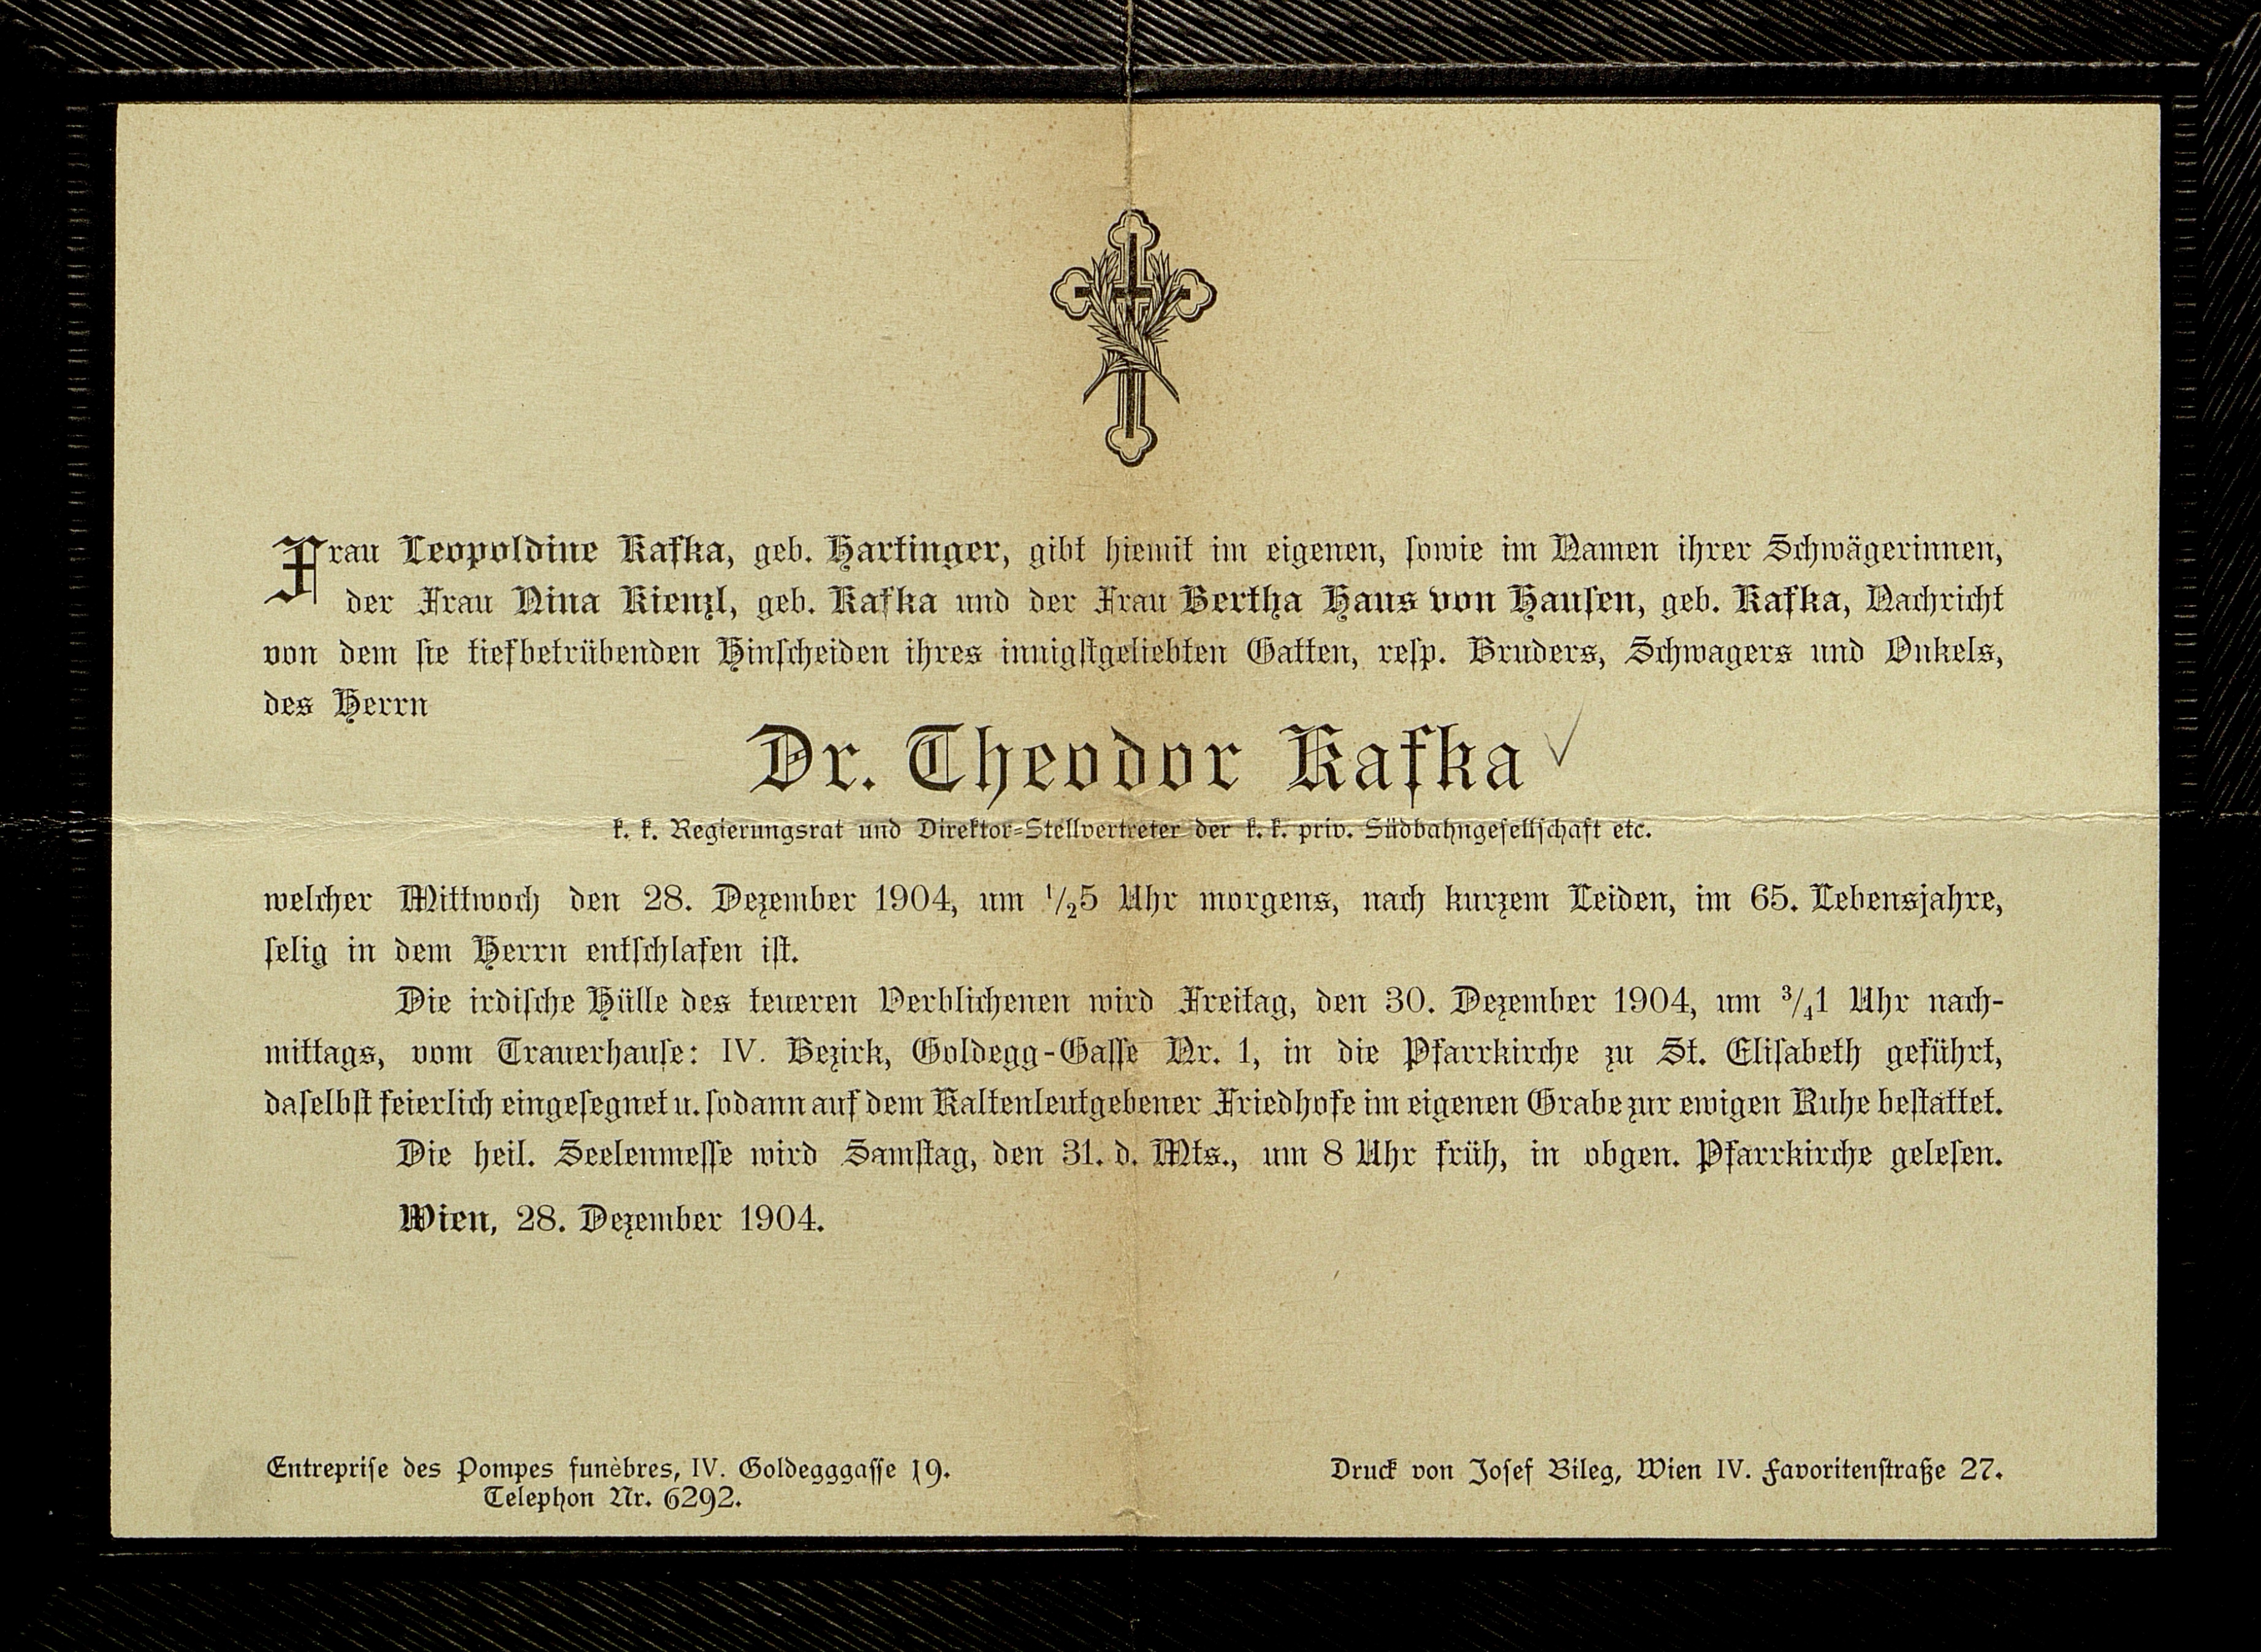 Frau Leopoldine Kafka, geb. Hartinger, gibt hiemit im eigenen, sowie im Namen ihrer Schwägerinnen,
der Frau Nina Kienzl, geb. Kafka und der Frau Bertha Haus von Hausen, geb. Kafka, Nachricht
von dem sie tiefbetrübenden Hinscheiden ihres innigstgeliebten Gatten, resp. Bruders, Schwagers und Onkels,
des Herrn
Dr. Theodor Kafka
k. k. Regierungsrat und Direktor-Stellvertreter der k. k. priv. Südbahngesellschaft etc.
welcher Mittwoch den 28. Dezember 1904, um 1/25 Uhr morgens, nach kurzem Leiden, im 65. Lebensjahre,
selig in dem Herrn entschlafen ist.
Die irdische Hülle des teueren Verblichenen wird Freitag, den 30. Dezember 1904, um 3/41 Uhr nach-
mittags, vom Trauerhause: IV. Bezirk, Goldegg-Gasse Nr. 1, in die Pfarrkirche zu St. Elisabeth geführt,
daselbst feierlich eingesegnet u. sodann auf dem Kaltenleutgebener Friedhofe im eigenen Grabe zur ewigen Ruhe bestattet.
Die heil. Seelenmesse wird Samstag, den 31. d. Mts., um 8 Uhr früh, in obgen. Pfarrkirche gelesen.
Wien, 28. Dezember 1904.
Entreprise des Pompes funèbres, IV. Goldegggasse 19.
Telephon Nr. 6292.
Druck von Josef Bileg, Wien IV. Favoritenstraße 27.